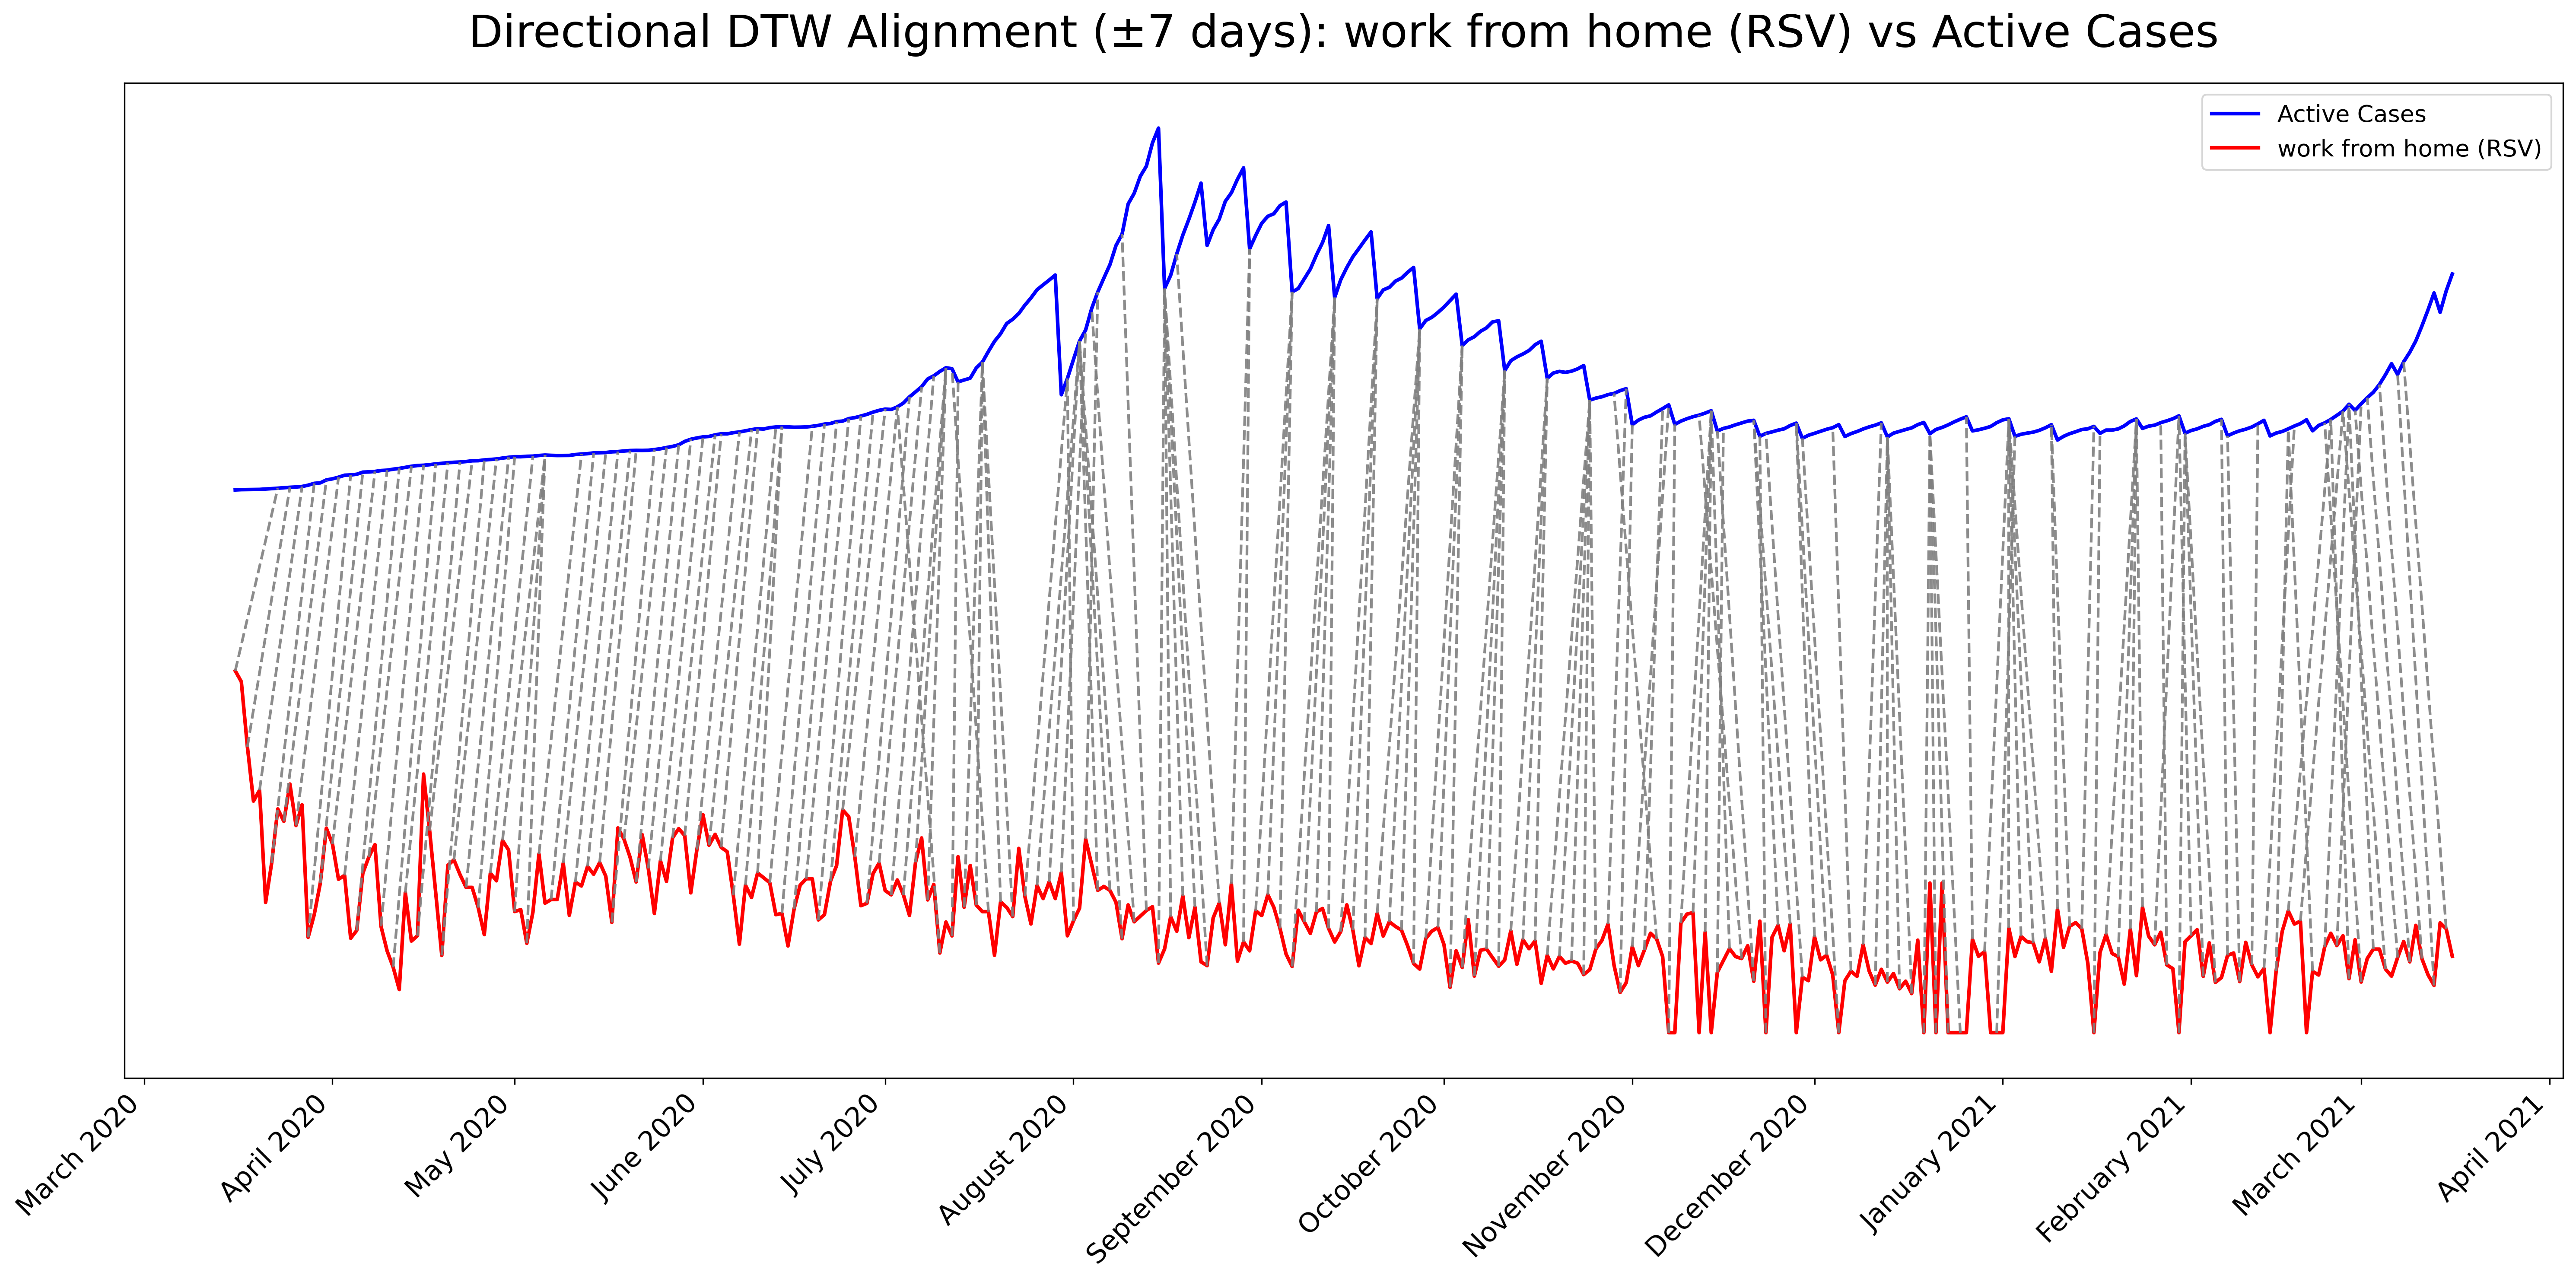 Directional DTW Alignment (±7 days): work from home (RSV) vs Active Cases
Active Cases
work from home (RSV)
March 2020
April 2020
May 2020
June 2020
July 2020
August 2020
September 2020
October 2020
November 2020
December 2020
January 2021
February 2021
March 2021
April 2021